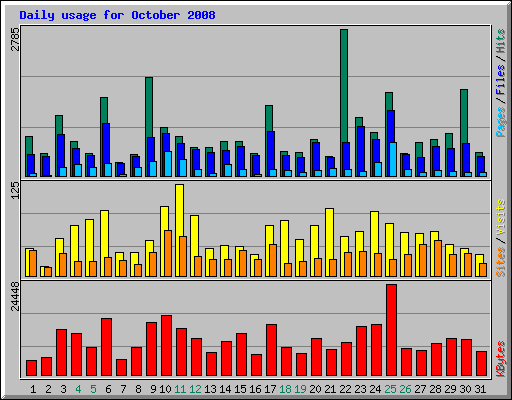 Daily usage for October 2008
2785
Pages / Files / Hits
125
Sites / Visits
24448
KBytes
1 2 3 4 5 6 7 8 9 10 11 12 13 14 15 16 17 18 19 20 21 22 23 24 25 26 27 28 29 30 31